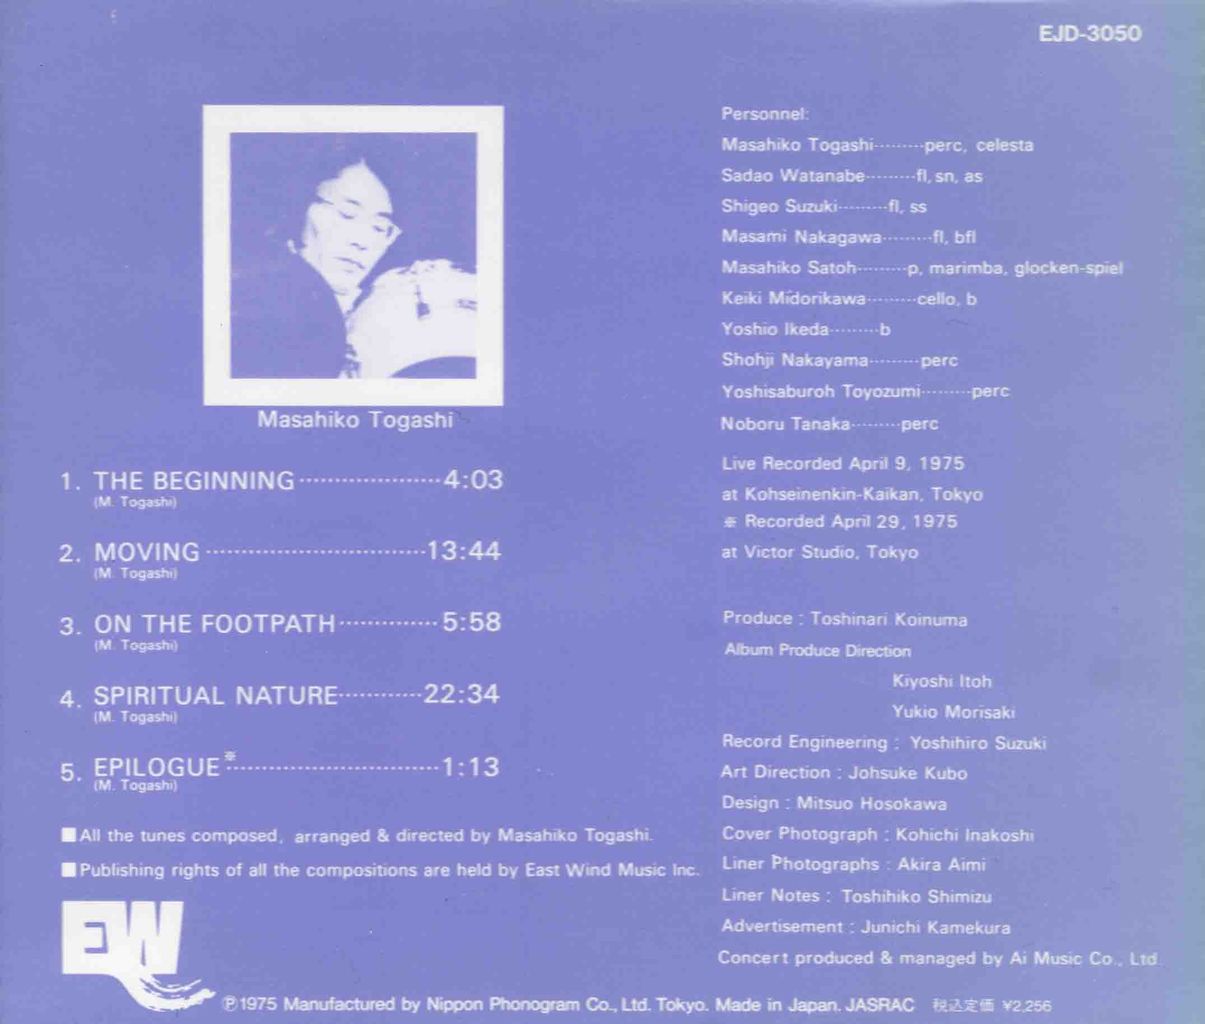 EJD-3050
Masahiko Togashi
1. THE BEGINNING····················4:03
(M. Togashi)
2. MOVING·······························13:44
(M. Togashi)
3. ON THE FOOTPATH··············5:58
(M. Togashi)
4. SPIRITUAL NATURE············22:34
(M. Togashi)
5. EPILOGUE※······························1:13
(M. Togashi)
■All the tunes composed, arranged & directed by Masahiko Togashi.
■Publishing rights of all the compositions are held by East Wind Music Inc.
EW
Personnel:
Masahiko Togashi·········perc, celesta
Sadao Watanabe·········fl, sn, as
Shigeo Suzuki·········fl, ss
Masami Nakagawa·········fl, bfl
Masahiko Satoh·········p, marimba, glocken-spiel
Keiki Midorikawa·········cello, b
Yoshio Ikeda·········b
Shohji Nakayama·········perc
Yoshisaburoh Toyozumi·········perc
Noboru Tanaka·········perc
Live Recorded April 9, 1975
at Kohseinenkin-Kaikan, Tokyo
※ Recorded April 29, 1975
at Victor Studio, Tokyo
Produce : Toshinari Koinuma
Album Produce Direction
Kiyoshi Itoh
Yukio Morisaki
Record Engineering : Yoshihiro Suzuki
Art Direction : Johsuke Kubo
Design : Mitsuo Hosokawa
Cover Photograph : Kohichi Inakoshi
Liner Photographs : Akira Aimi
Liner Notes : Toshihiko Shimizu
Advertisement : Junichi Kamekura
Concert produced & managed by Ai Music Co., Ltd.
℗1975 Manufactured by Nippon Phonogram Co., Ltd. Tokyo. Made in Japan. JASRAC 税込定価 ¥2,256